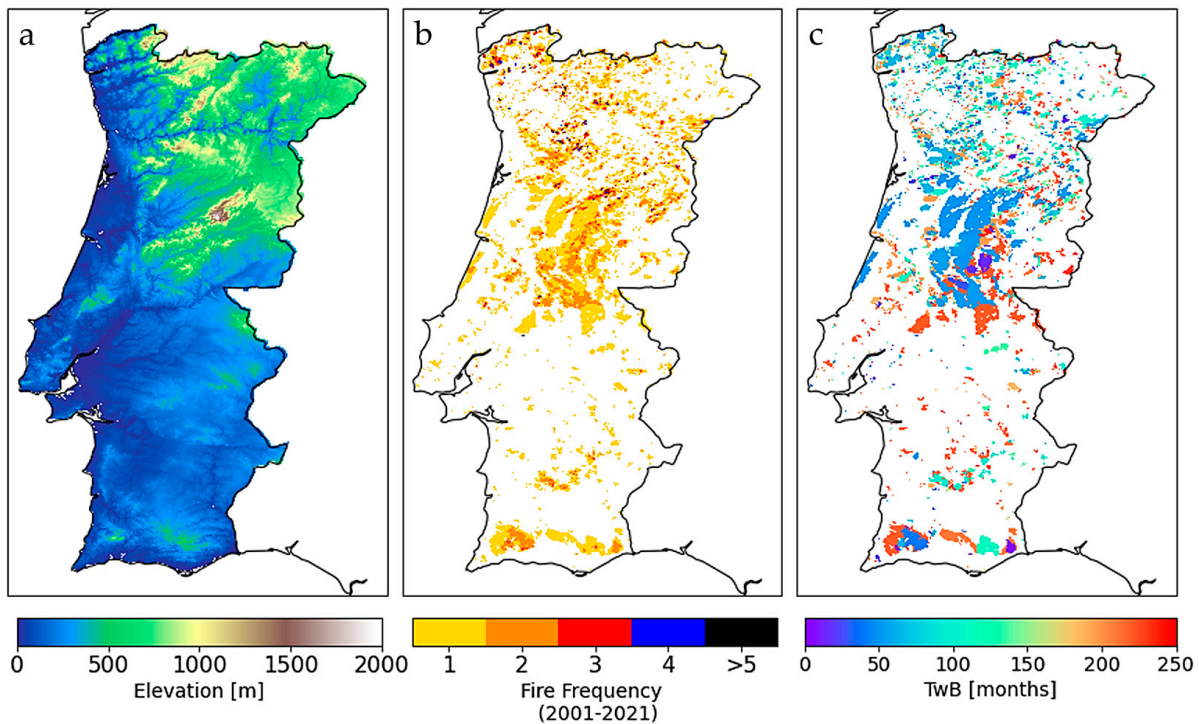 a
b
c
0 500 1000 1500 2000
Elevation [m]
1 2 3 4 >5
Fire Frequency
(2001-2021)
0 50 100 150 200 250
TwB [months]